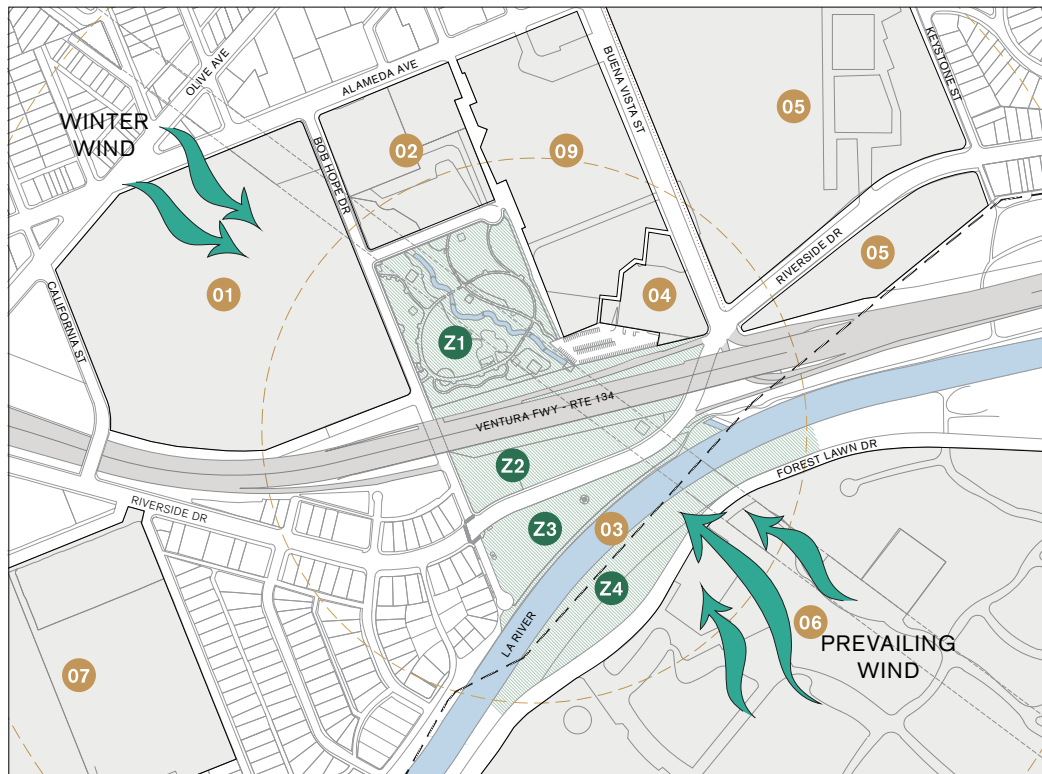 OLIVE AVE
ALAMEDA AVE
BUENA VISTA ST
KEYSTONE ST
WINTER
WIND
BOB HOPE DR
02
09
05
RIVERSIDE DR
05
01
04
CALIFORNIA ST
Z1
VENTURA FWY - RTE 134
Z2
FOREST LAWN DR
RIVERSIDE DR
Z3
03
Z4
LA RIVER
06
PREVAILING
WIND
07